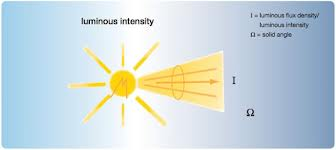 luminous intensity
I = luminous flux density/
luminous intensity
Ω = solid angle
I
Ω